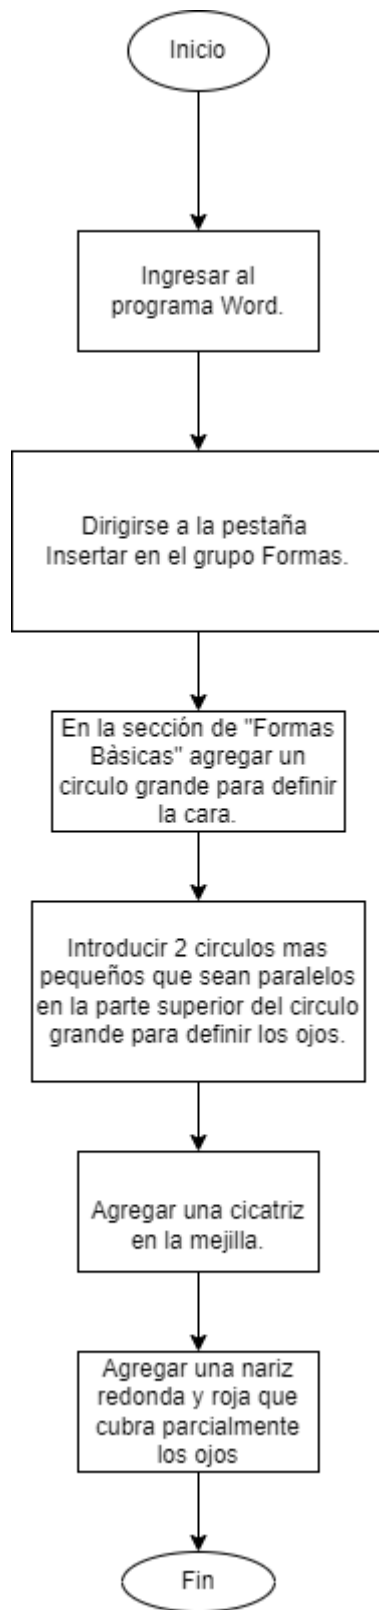 Inicio
Ingresar al
programa Word.
Dirigirse a la pestaña
Insertar en el grupo Formas.
En la sección de "Formas
Bàsicas" agregar un
circulo grande para definir
la cara.
Introducir 2 circulos mas
pequeños que sean paralelos
en la parte superior del circulo
grande para definir los ojos.
Agregar una cicatriz
en la mejilla.
Agregar una nariz
redonda y roja que
cubra parcialmente
los ojos
Fin